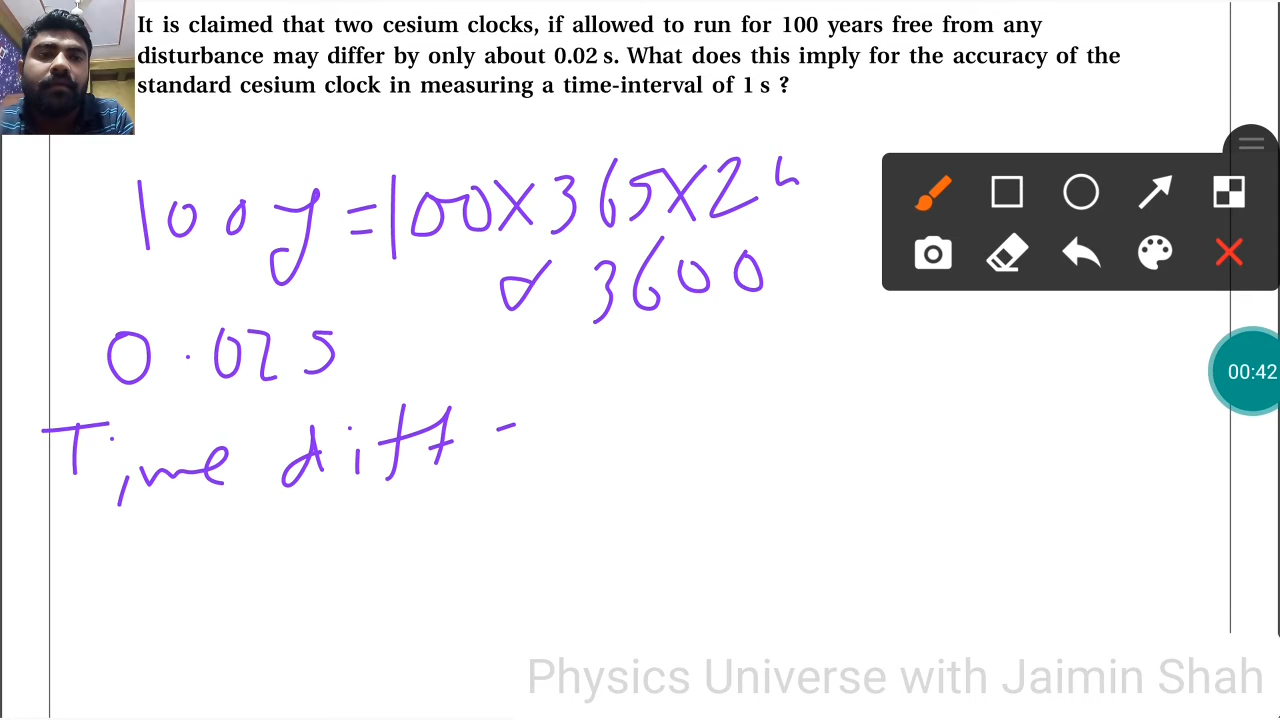 It is claimed that two cesium clocks, if allowed to run for 100 years free from any
disturbance may differ by only about 0.02 s. What does this imply for the accuracy of the
standard cesium clock in measuring a time-interval of 1 s ?
100 y = 100 X 365 X 24
x 3600
00:42
0.02 s
Time diff -
Physics Universe with Jaimin Shah